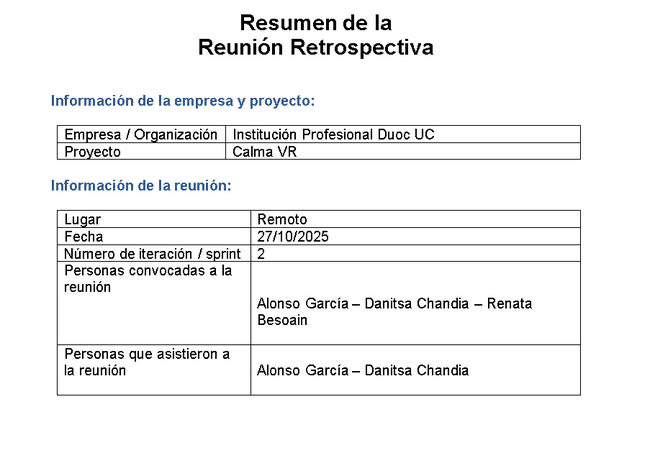 Resumen de la
Reunión Retrospectiva
Información de la empresa y proyecto:
Empresa / Organización Institución Profesional Duoc UC
Proyecto Calma VR
Información de la reunión:
Lugar Remoto
Fecha 27/10/2025
Número de iteración / sprint 2
Personas convocadas a la
reunión
Alonso García – Danitsa Chandia – Renata
Besoain
Personas que asistieron a
la reunión
Alonso García – Danitsa Chandia